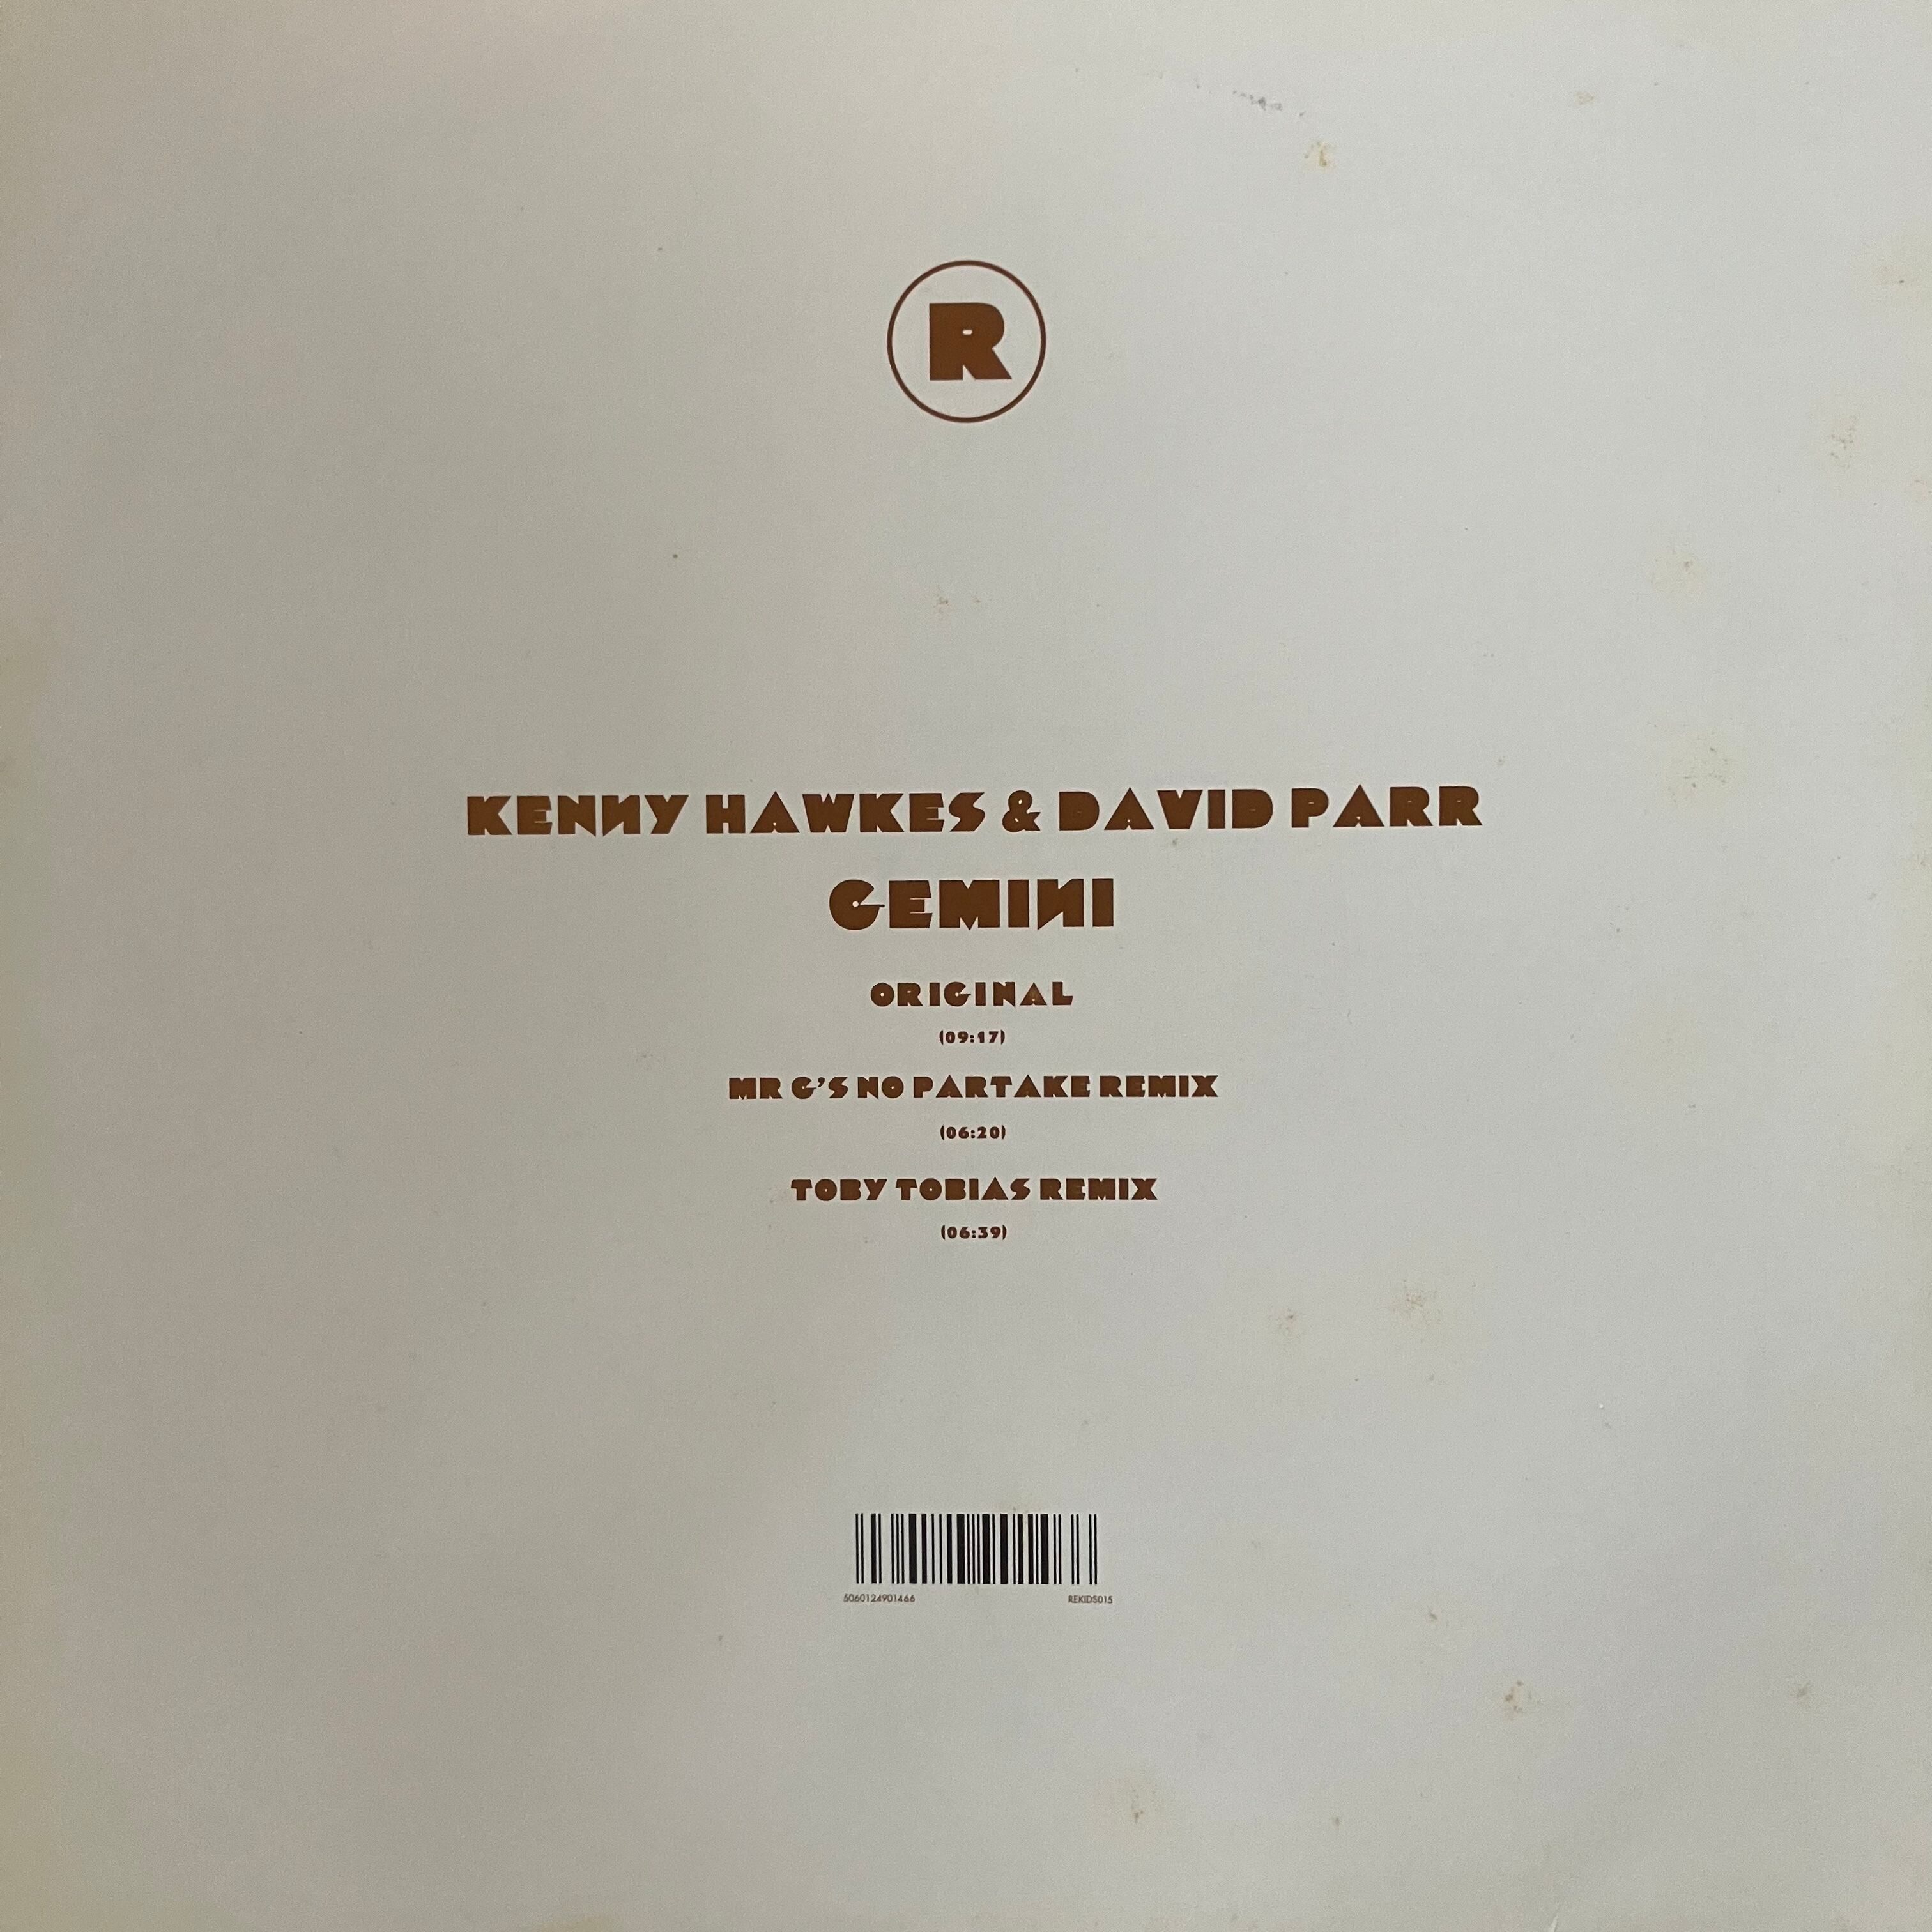 R
KENNY HAWKES & DAVID PARR
GEMINI
ORIGINAL
(09:17)
MR G'S NO PARTAKE REMIX
(06:20)
TOBY TOBIAS REMIX
(06:39)
5060124901466 REKIDS015